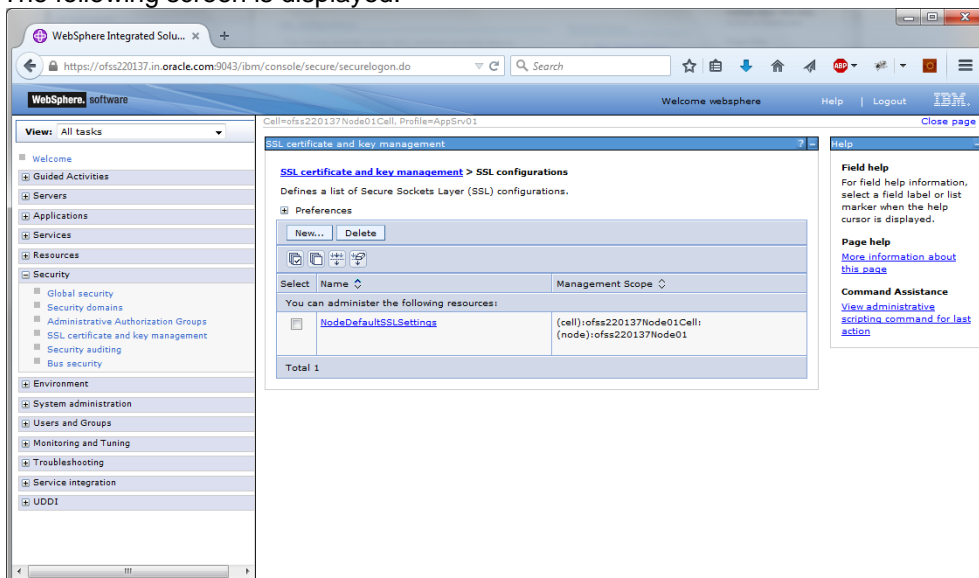 The following screen is displayed:
WebSphere Integrated Solu... × +
https://ofss220137.in.oracle.com:9043/ibm/console/secure/securelogon.do
Search
ABP
WebSphere. software
Welcome websphere
Help | Logout
IBM.
View: All tasks
Cell=ofss220137Node01Cell, Profile=AppSrv01
Close page
Welcome
Guided Activities
Servers
Applications
Services
Resources
Security
Global security
Security domains
Administrative Authorization Groups
SSL certificate and key management
Security auditing
Bus security
Environment
System administration
Users and Groups
Monitoring and Tuning
Troubleshooting
Service integration
UDDI
SSL certificate and key management ? -
SSL certificate and key management > SSL configurations
Defines a list of Secure Sockets Layer (SSL) configurations.
Preferences
New... Delete
Select Name Management Scope
You can administer the following resources:
NodeDefaultSSLSettings
(cell):ofss220137Node01Cell:
(node):ofss220137Node01
Total 1
Help -
Field help
For field help information,
select a field label or list
marker when the help
cursor is displayed.
Page help
More information about
this page
Command Assistance
View administrative
scripting command for last
action